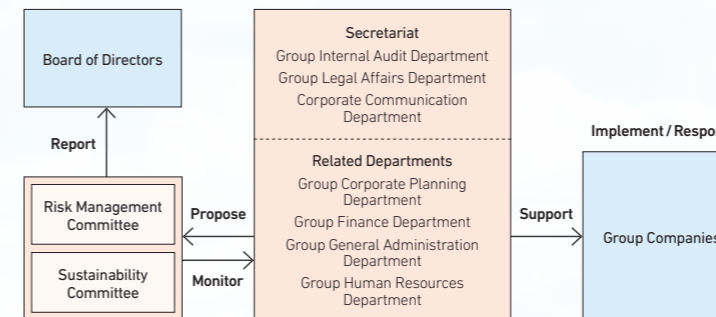 Board of Directors
Report
Risk Management
Committee
Sustainability
Committee
Propose
Monitor
Secretariat
Group Internal Audit Department
Group Legal Affairs Department
Corporate Communication
Department
Related Departments
Group Corporate Planning
Department
Group Finance Department
Group General Administration
Department
Group Human Resources
Department
Support
Implement / Respo
Group Companies